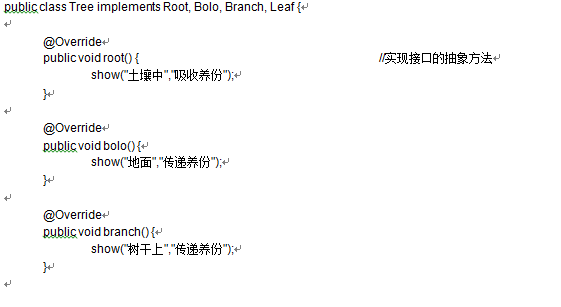 public class Tree implements Root, Bolo, Branch, Leaf {
@Override
public void root() { //实现接口的抽象方法
show("土壤中","吸收养份");
}
@Override
public void bolo(){
show("地面","传递养份");
}
@Override
public void branch(){
show("树干上","传递养份");
}